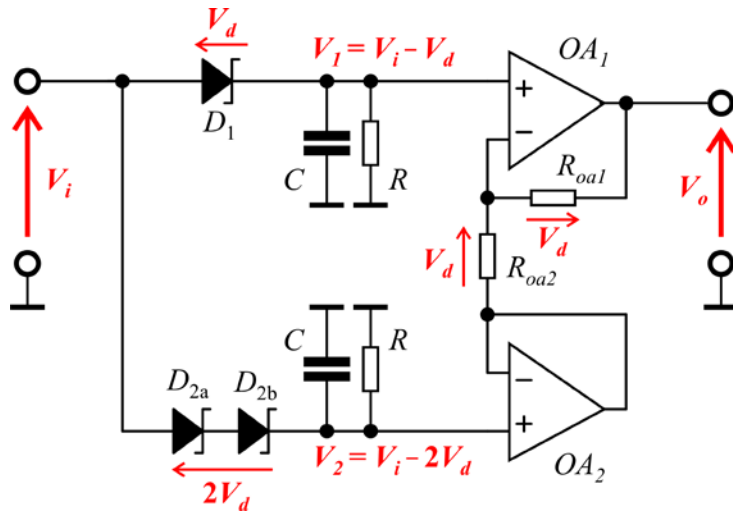 V_d
V_1 = V_i – V_d
OA_1
D_1
+
−
V_i
C
R
R_oa1
V_o
V_d
V_d
R_oa2
C
R
D_2a
D_2b
−
+
V_2 = V_i – 2V_d
OA_2
2V_d